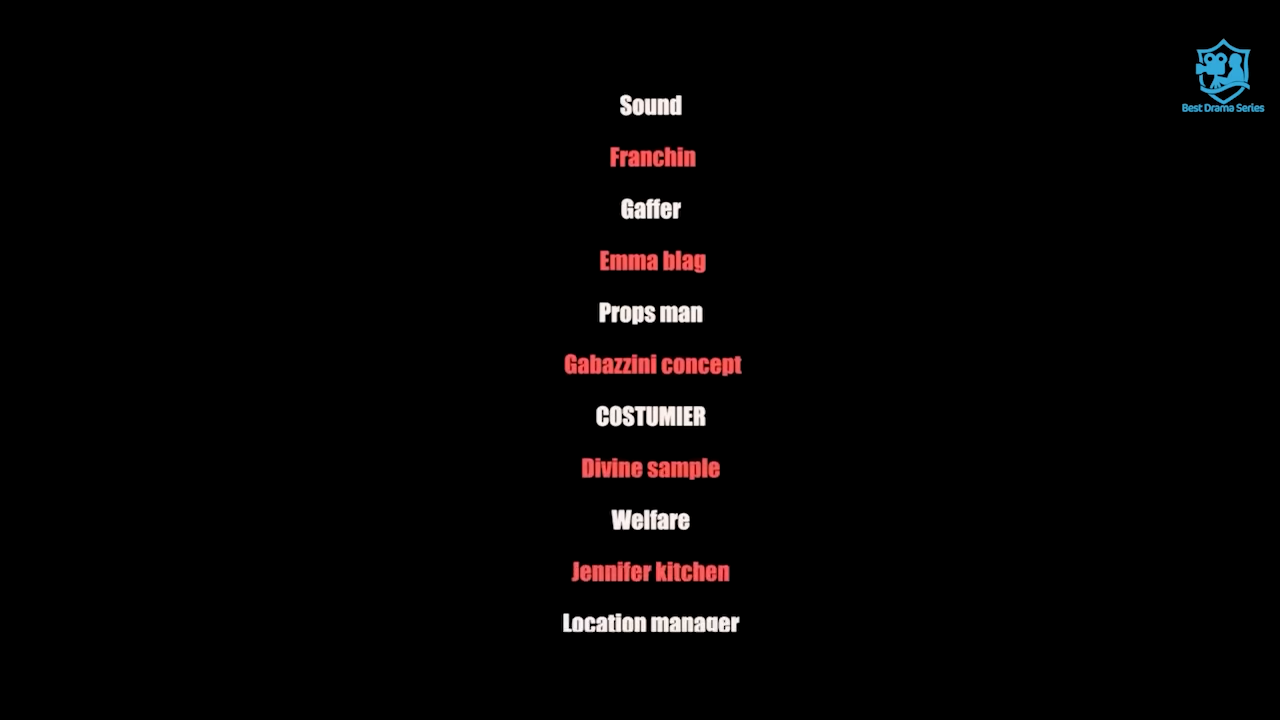 Best Drama Series
Sound
Franchin
Gaffer
Emma blag
Props man
Gabazzini concept
COSTUMIER
Divine sample
Welfare
Jennifer kitchen
Location manager